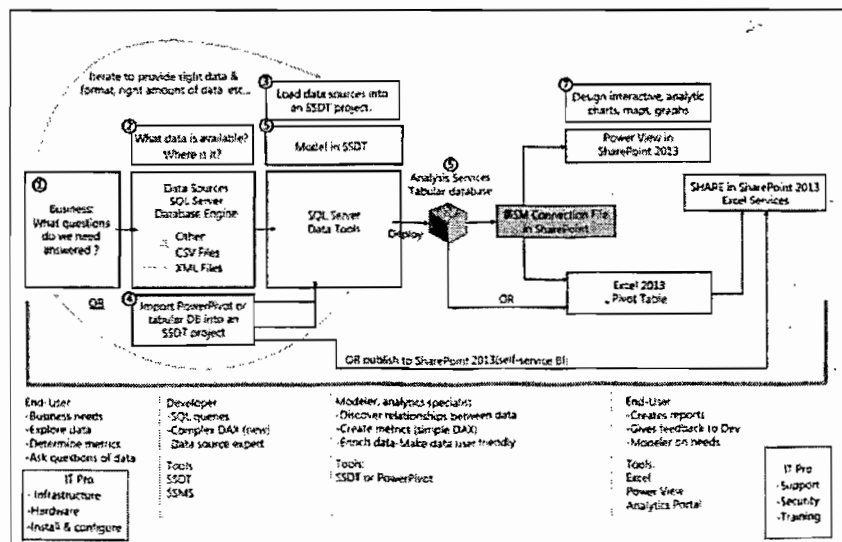 Iterate to provide right data &
format, right amount of data etc...
③
Load data sources into
an SSDT project.
⑦
Design interactive, analytic
charts, maps, graphs
②
What data is available?
Where is it?
⑤
Model in SSDT
Power View in
SharePoint 2013
①
Business:
What questions
do we need
answered ?
Data Sources
SQL Server
Database Engine
Other
CSV Files
XML Files
SQL Server
Data Tools
Deploy
Analysis Services
Tabular database
BISM Connection File
in SharePoint
SHARE in SharePoint 2013
Excel Services
OR
④
Import PowerPivot or
tabular DB into an
SSDT project
OR
Excel 2013
Pivot Table
OR publish to SharePoint 2013(self-service BI)
End-User
-Business needs
-Explore data
-Determine metrics
-Ask questions of data
IT Pro
- Infrastructure
-Hardware
-Install & configure
Developer
-SQL queries
-Complex DAX (new)
Data source expert
Tools
SSDT
SSMS
Modeler, analytics specialist
-Discover relationships between data
-Create metrics (simple DAX)
-Enrich data-Make data user friendly
Tools:
SSDT or PowerPivot
End-User
-Creates reports
-Gives feedback to Dev
-Modeler on needs
Tools.
Excel
Power View
Analytics Portal
IT Pro
-Support
-Security
-Training